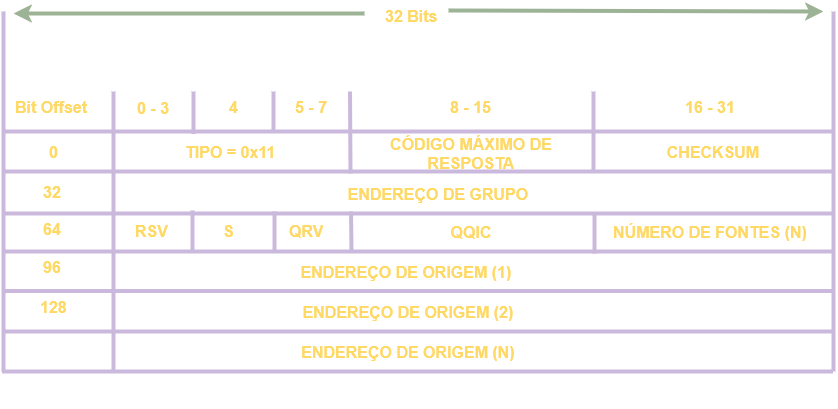 32 Bits
Bit Offset 0 - 3 4 5 - 7 8 - 15 16 - 31
0 TIPO = 0x11 CÓDIGO MÁXIMO DE RESPOSTA CHECKSUM
32 ENDEREÇO DE GRUPO
64 RSV S QRV QQIC NÚMERO DE FONTES (N)
96 ENDEREÇO DE ORIGEM (1)
128 ENDEREÇO DE ORIGEM (2)
ENDEREÇO DE ORIGEM (N)